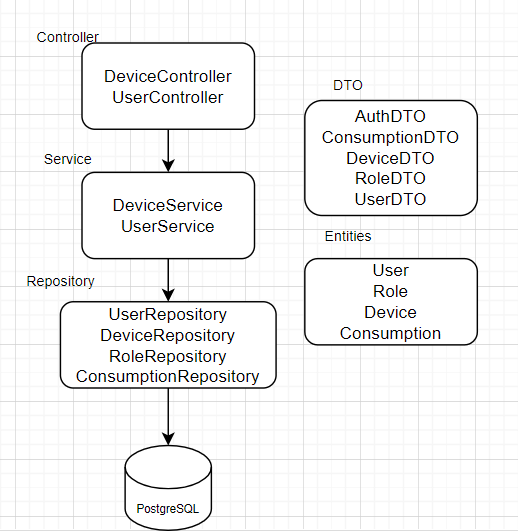 Controller
DeviceController
UserController
Service
DeviceService
UserService
Repository
UserRepository
DeviceRepository
RoleRepository
ConsumptionRepository
PostgreSQL
DTO
AuthDTO
ConsumptionDTO
DeviceDTO
RoleDTO
UserDTO
Entities
User
Role
Device
Consumption